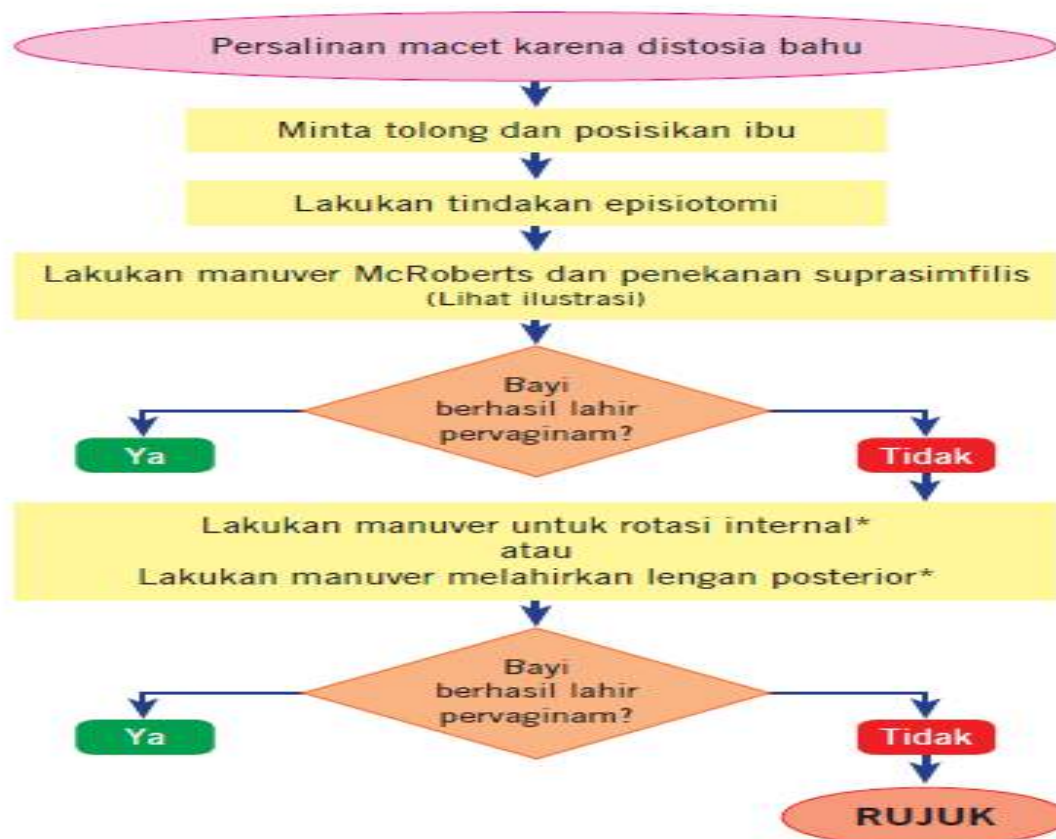 Persalinan macet karena distosia bahu
Minta tolong dan posisikan ibu
Lakukan tindakan episiotomi
Lakukan manuver McRoberts dan penekanan suprasimfilis
(Lihat ilustrasi)
Bayi
berhasil lahir
pervaginam?
Ya
Tidak
Lakukan manuver untuk rotasi internal*
atau
Lakukan manuver melahirkan lengan posterior*
Bayi
berhasil lahir
pervaginam?
Ya
Tidak
RUJUK